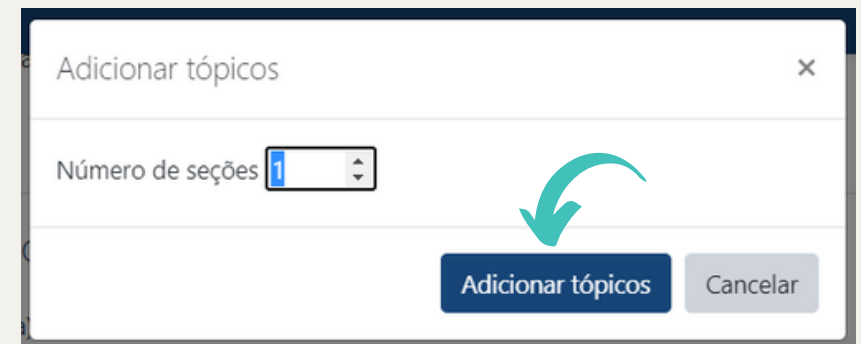 Adicionar tópicos ×
Número de seções 1
Adicionar tópicos Cancelar